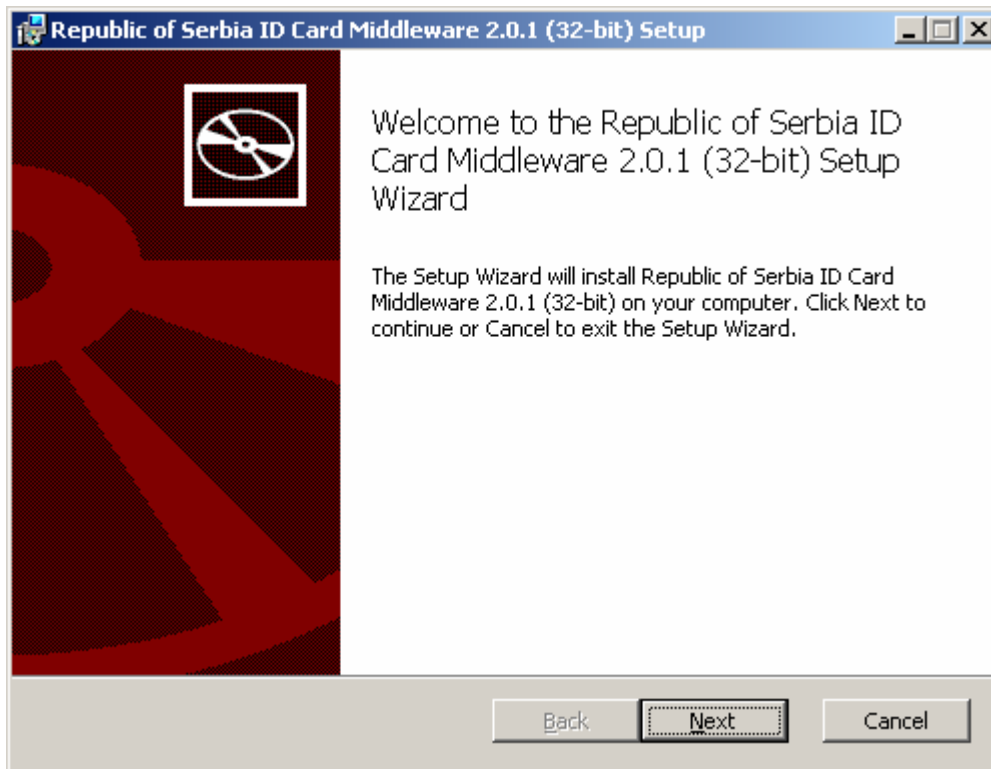 Republic of Serbia ID Card Middleware 2.0.1 (32-bit) Setup
Welcome to the Republic of Serbia ID
Card Middleware 2.0.1 (32-bit) Setup
Wizard
The Setup Wizard will install Republic of Serbia ID Card
Middleware 2.0.1 (32-bit) on your computer. Click Next to
continue or Cancel to exit the Setup Wizard.
Back Next Cancel